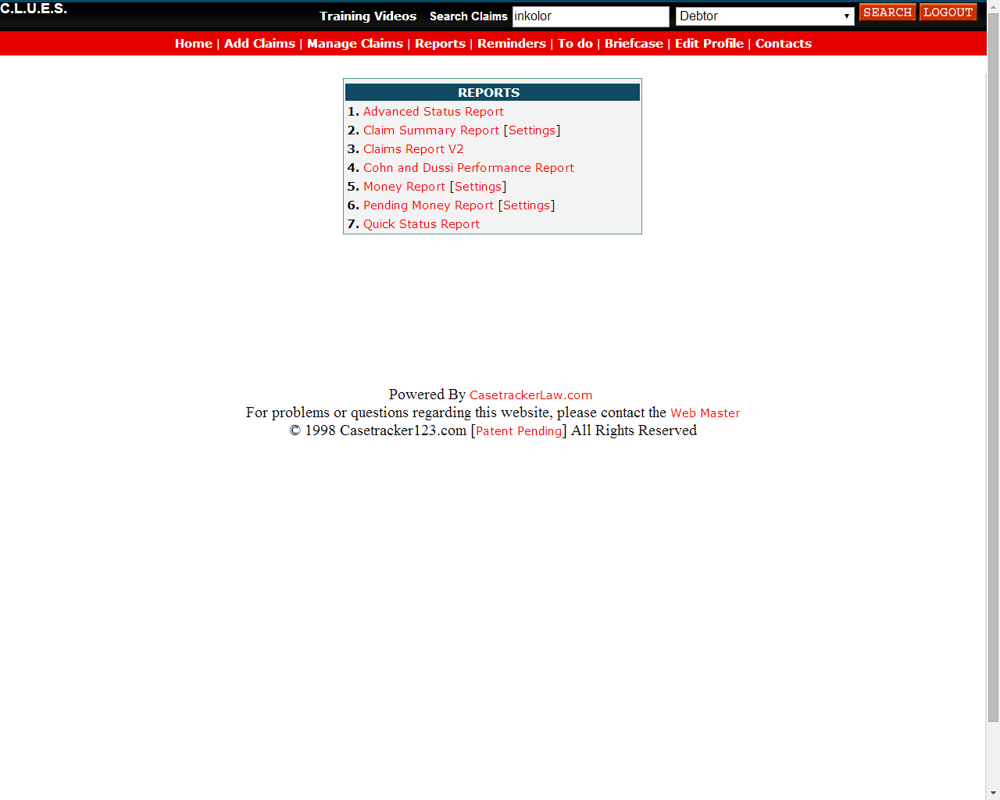 C.L.U.E.S.
Training Videos Search Claims inkolor Debtor SEARCH LOGOUT
Home | Add Claims | Manage Claims | Reports | Reminders | To do | Briefcase | Edit Profile | Contacts
REPORTS
1. Advanced Status Report
2. Claim Summary Report [Settings]
3. Claims Report V2
4. Cohn and Dussi Performance Report
5. Money Report [Settings]
6. Pending Money Report [Settings]
7. Quick Status Report
Powered By CasetrackerLaw.com
For problems or questions regarding this website, please contact the Web Master
© 1998 Casetracker123.com [Patent Pending] All Rights Reserved